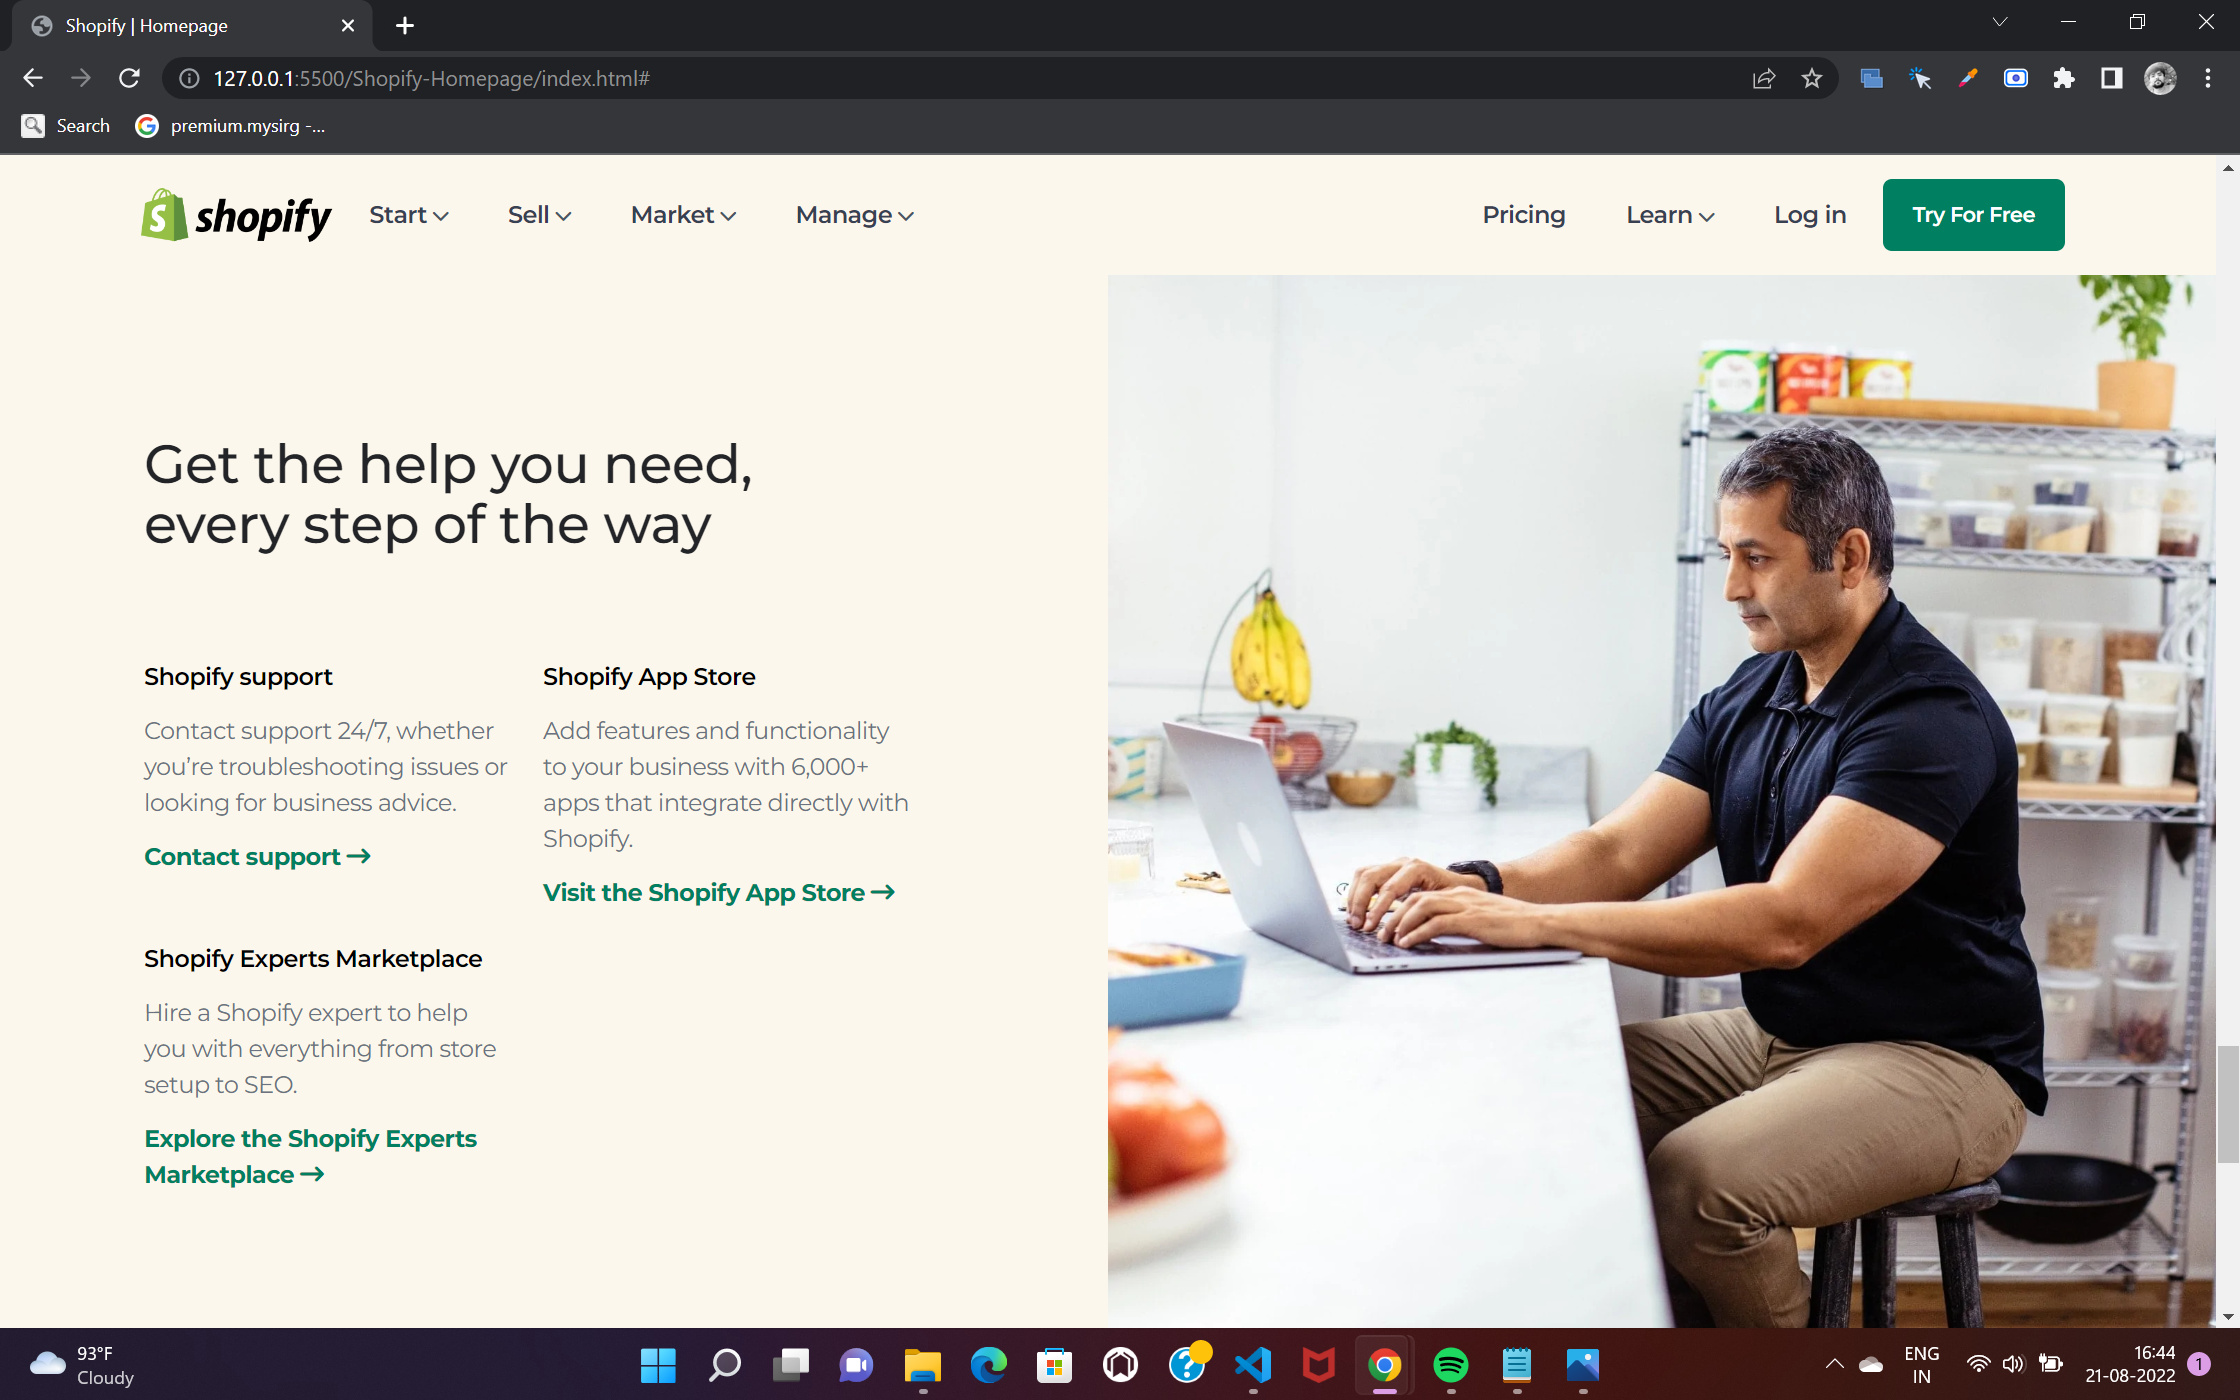 Shopify | Homepage
127.0.0.1:5500/Shopify-Homepage/index.html#
Search
premium.mysirg -...
shopify
Start
Sell
Market
Manage
Pricing
Learn
Log in
Try For Free
Get the help you need,
every step of the way
Shopify support
Contact support 24/7, whether
you’re troubleshooting issues or
looking for business advice.
Contact support →
Shopify App Store
Add features and functionality
to your business with 6,000+
apps that integrate directly with
Shopify.
Visit the Shopify App Store →
Shopify Experts Marketplace
Hire a Shopify expert to help
you with everything from store
setup to SEO.
Explore the Shopify Experts
Marketplace →
93°F
Cloudy
ENG
IN
16:44
21-08-2022
1